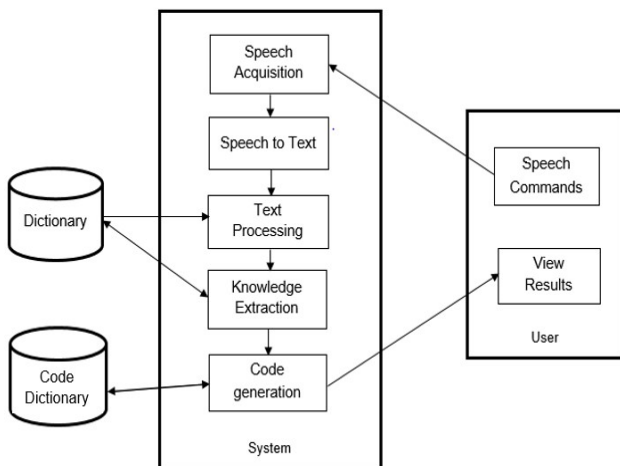 Speech
Acquisition
Speech to Text
Text
Processing
Knowledge
Extraction
Code
generation
System
Dictionary
Code
Dictionary
Speech
Commands
View
Results
User